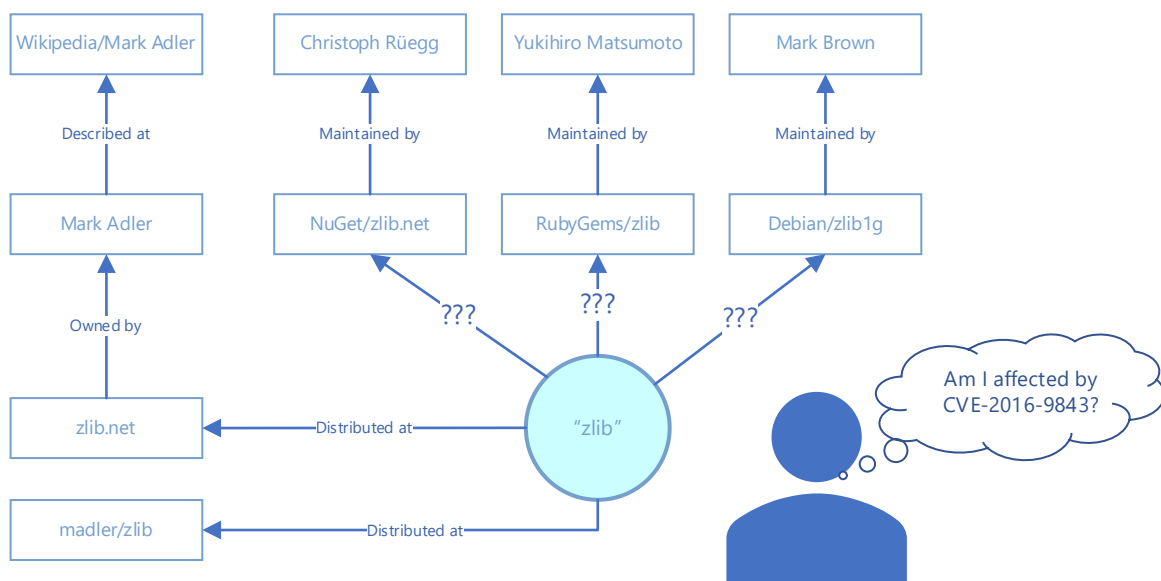 Wikipedia/Mark Adler
Christoph Rüegg
Yukihiro Matsumoto
Mark Brown
Described at
Maintained by
Maintained by
Maintained by
Mark Adler
NuGet/zlib.net
RubyGems/zlib
Debian/zlib1g
???
???
???
Owned by
Am I affected by
CVE-2016-9843?
zlib.net
Distributed at
“zlib”
madler/zlib
Distributed at